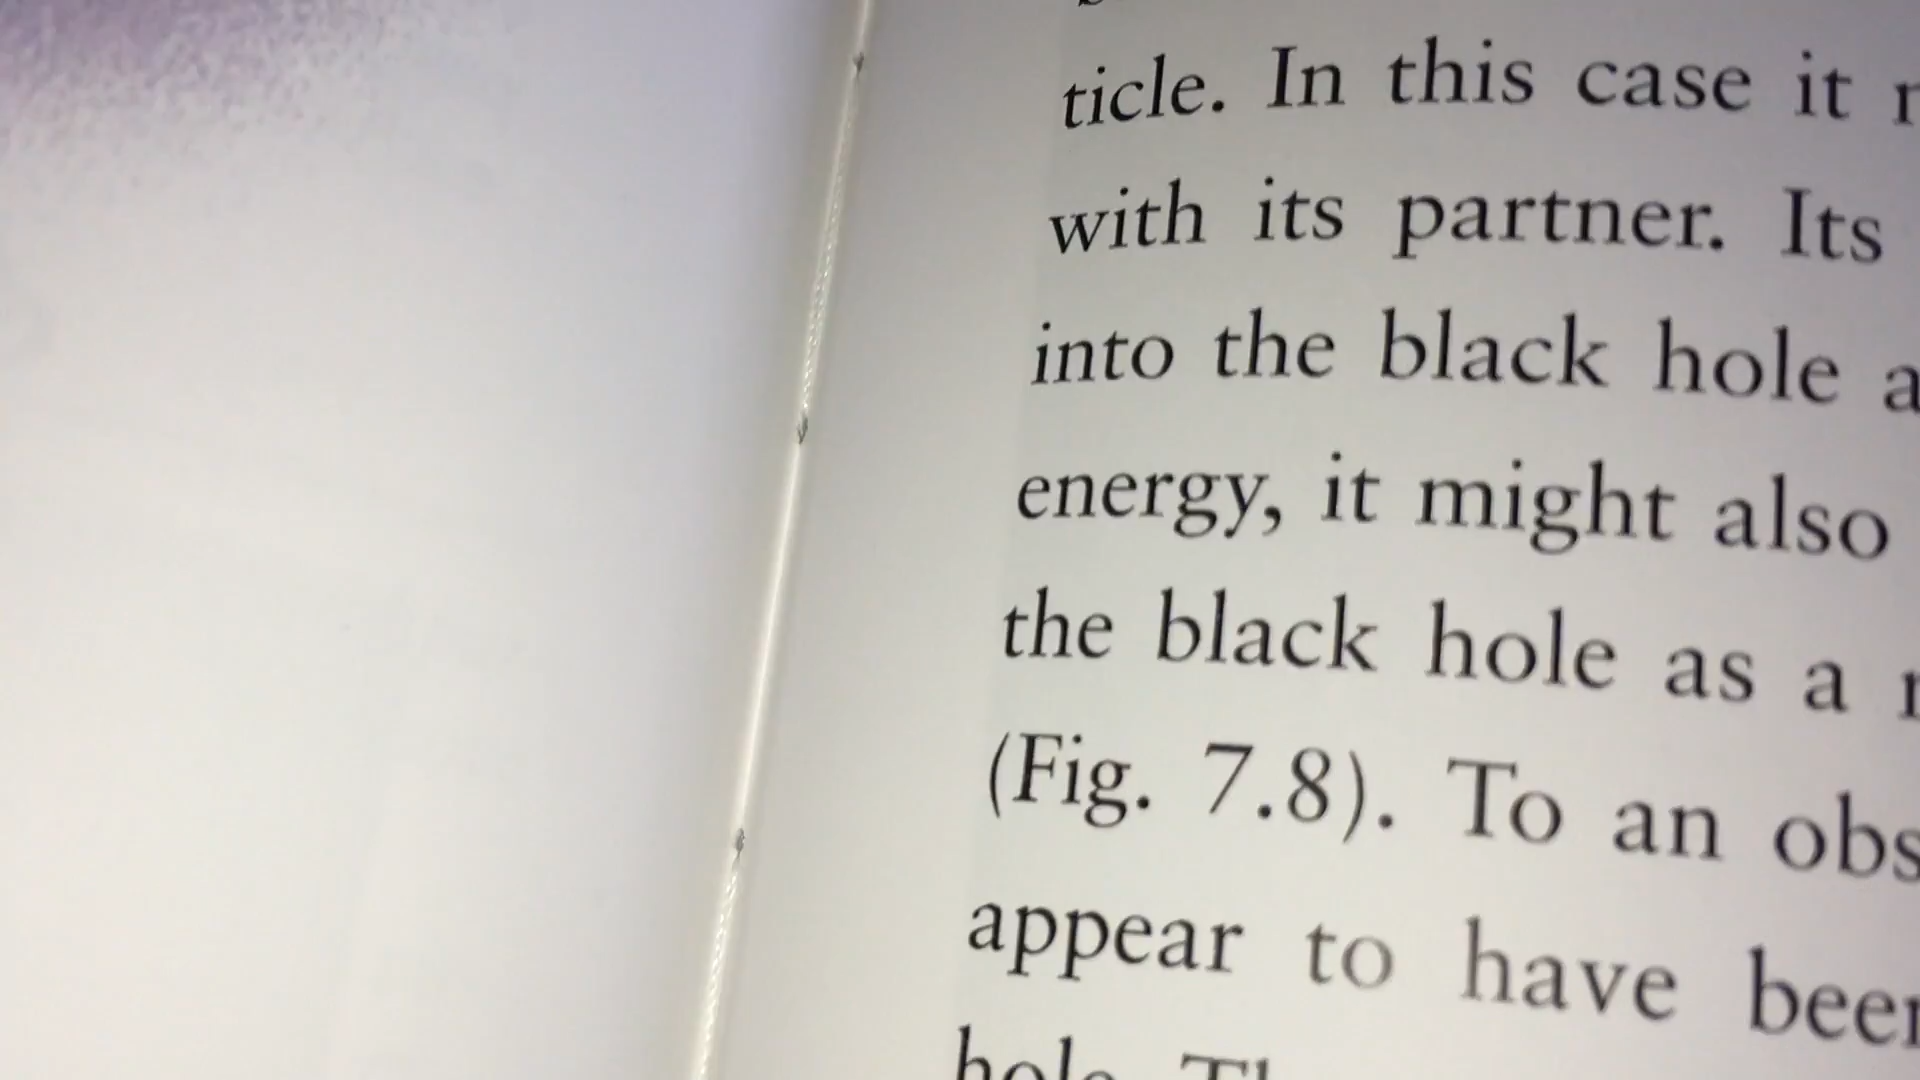 ticle. In this case it
with its partner. Its
into the black hole
energy, it might also
the black hole as a
(Fig. 7.8). To an obs
appear to have been
hole.